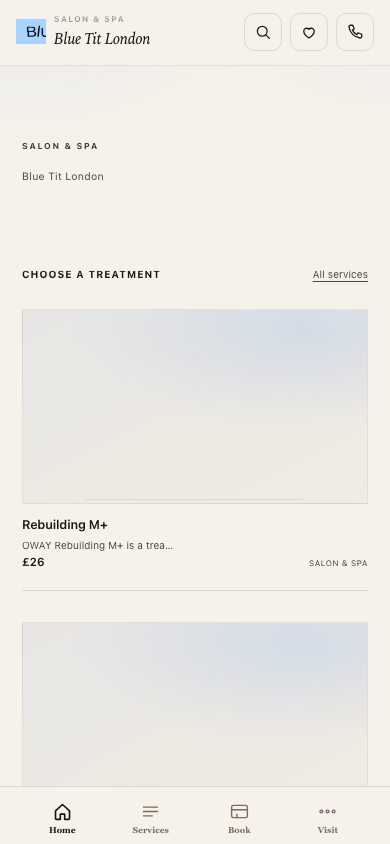 SALON & SPA
Blue Tit London
SALON & SPA
Blue Tit London
CHOOSE A TREATMENT
All services
Rebuilding M+
OWAY Rebuilding M+ is a trea...
£26
SALON & SPA
Home
Services
Book
Visit